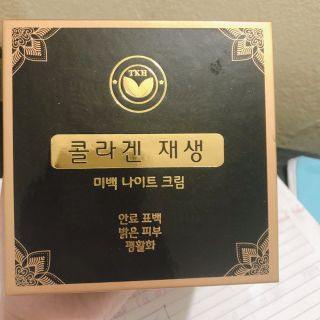 TKH
콜라겐 재생
미백 나이트 크림
안료 표백
밝은 피부
평활화